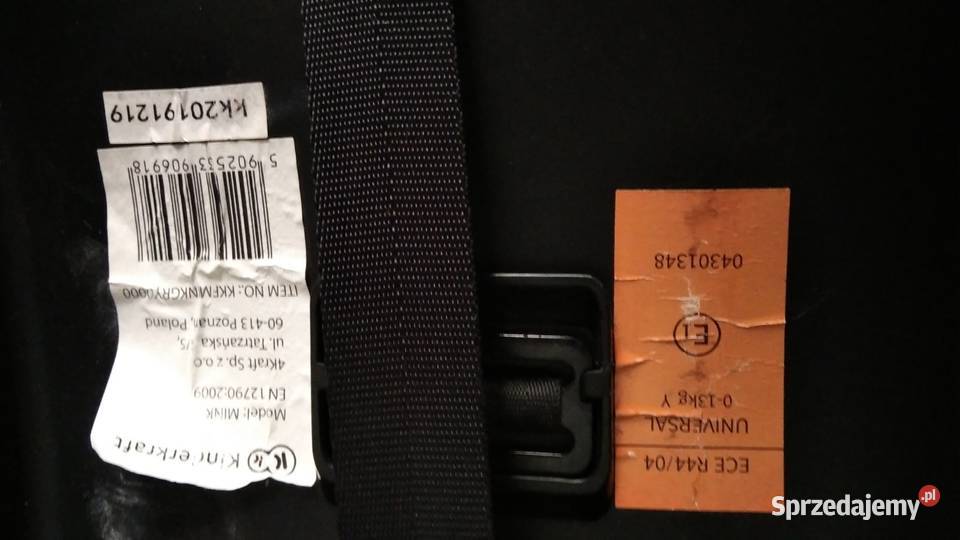 Kinderkraft
Model: MINK
EN 12790:2009
4Kraft Sp. z o.o
ul. Tatrzańska /5,
60-413 Poznań, Poland
ITEM NO.: KKFMINKGRY0000
5 902533 906918
kk20191219
ECE R44/04
UNIVERSAL
0-13kg Y
E1
04301348
Sprzedajemy.pl